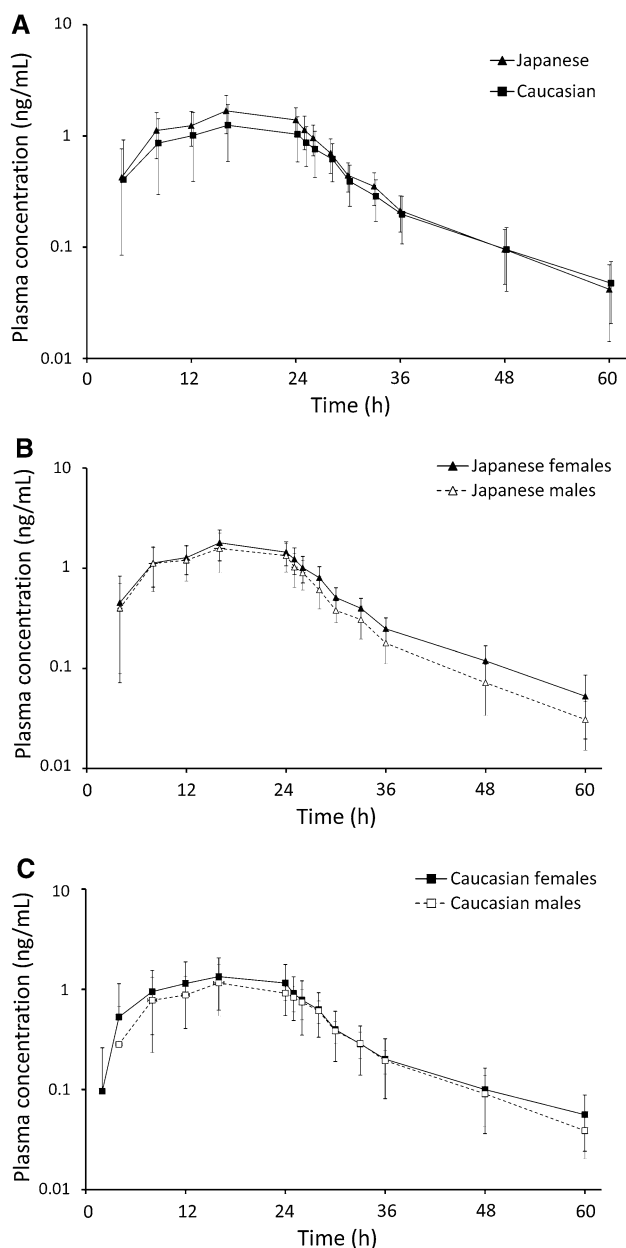 A
Plasma concentration (ng/mL)
10
1
0.1
0.01
Japanese
Caucasian
0 12 24 36 48 60
Time (h)
B
Plasma concentration (ng/mL)
10
1
0.1
0.01
Japanese females
Japanese males
0 12 24 36 48 60
Time (h)
C
Plasma concentration (ng/mL)
10
1
0.1
0.01
Caucasian females
Caucasian males
0 12 24 36 48 60
Time (h)